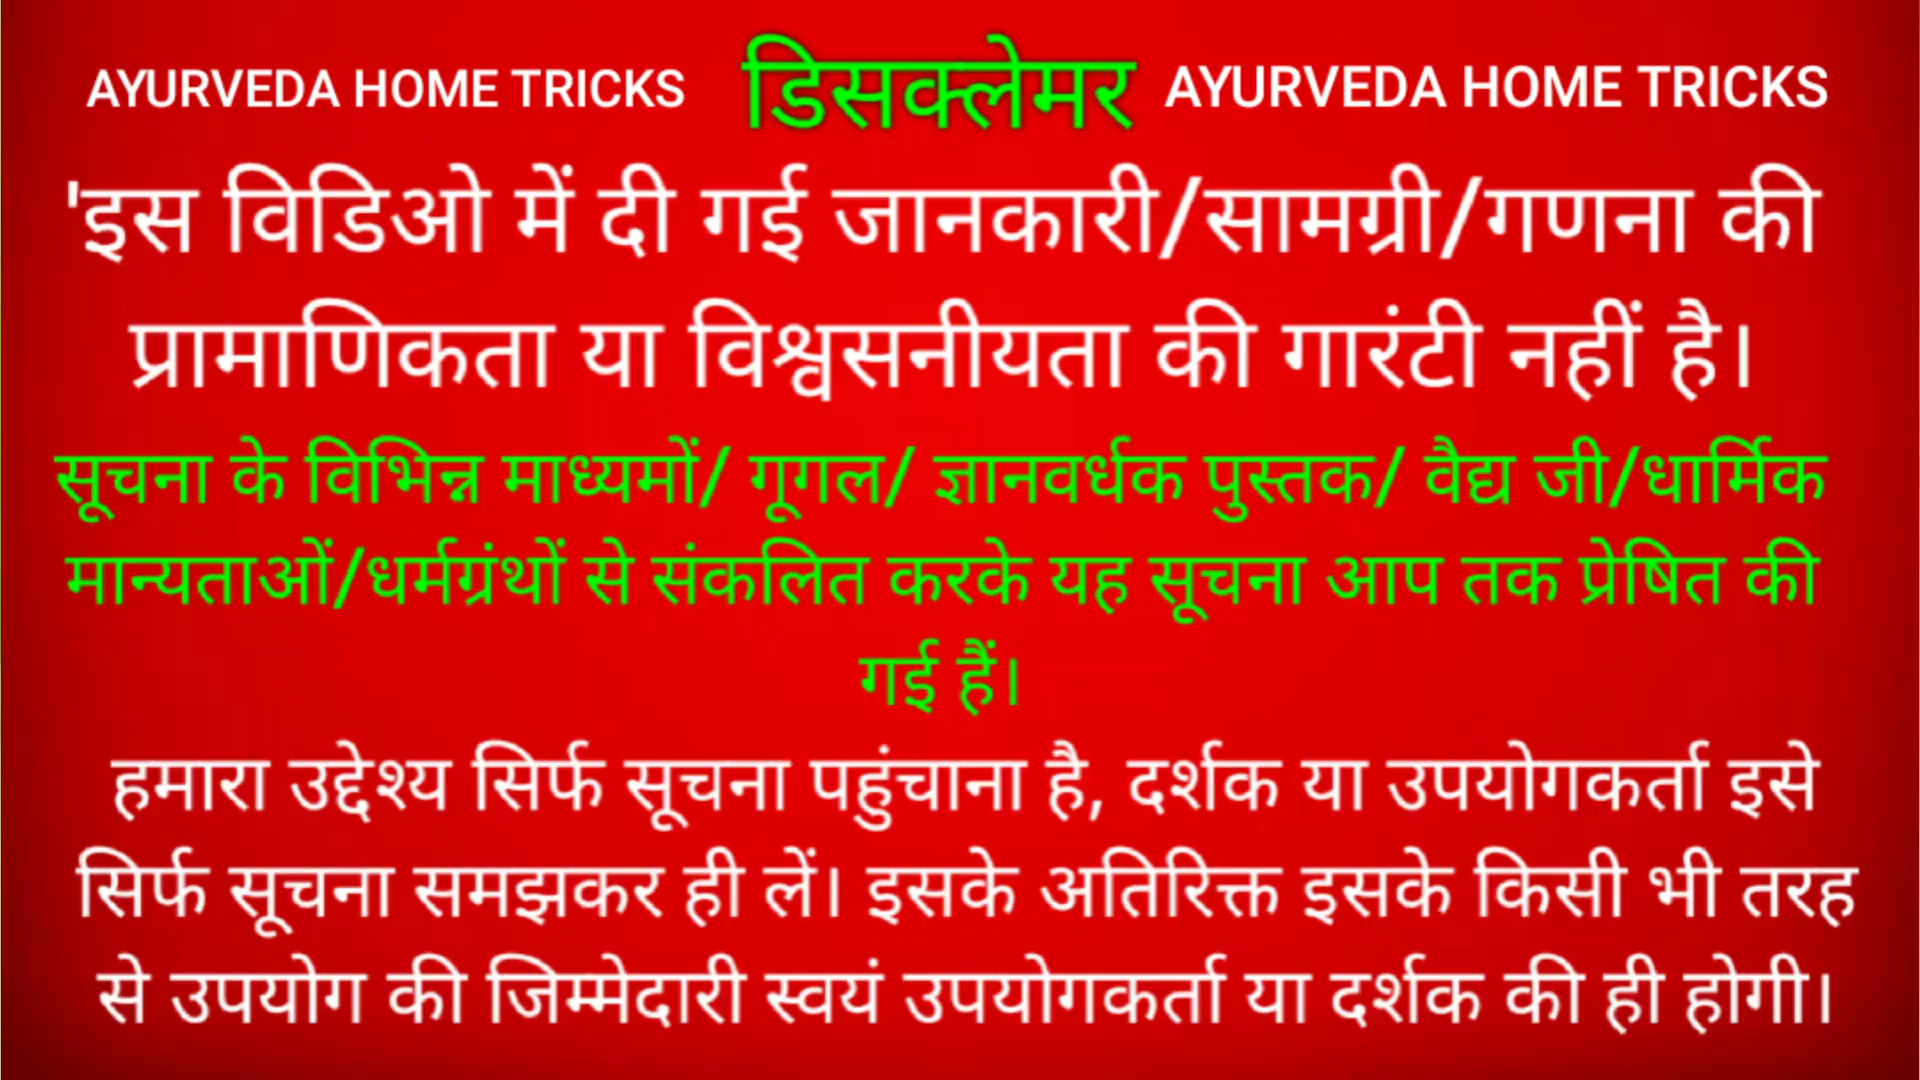 AYURVEDA HOME TRICKS डिसक्लेमर AYURVEDA HOME TRICKS
'इस विडिओ में दी गई जानकारी/सामग्री/गणना की
प्रामाणिकता या विश्वसनीयता की गारंटी नहीं है।
सूचना के विभिन्न माध्यमों/ गूगल/ ज्ञानवर्धक पुस्तक/ वैद्य जी/धार्मिक
मान्यताओं/धर्मग्रंथों से संकलित करके यह सूचना आप तक प्रेषित की
गई हैं।
हमारा उद्देश्य सिर्फ सूचना पहुंचाना है, दर्शक या उपयोगकर्ता इसे
सिर्फ सूचना समझकर ही लें। इसके अतिरिक्त इसके किसी भी तरह
से उपयोग की जिम्मेदारी स्वयं उपयोगकर्ता या दर्शक की ही होगी।